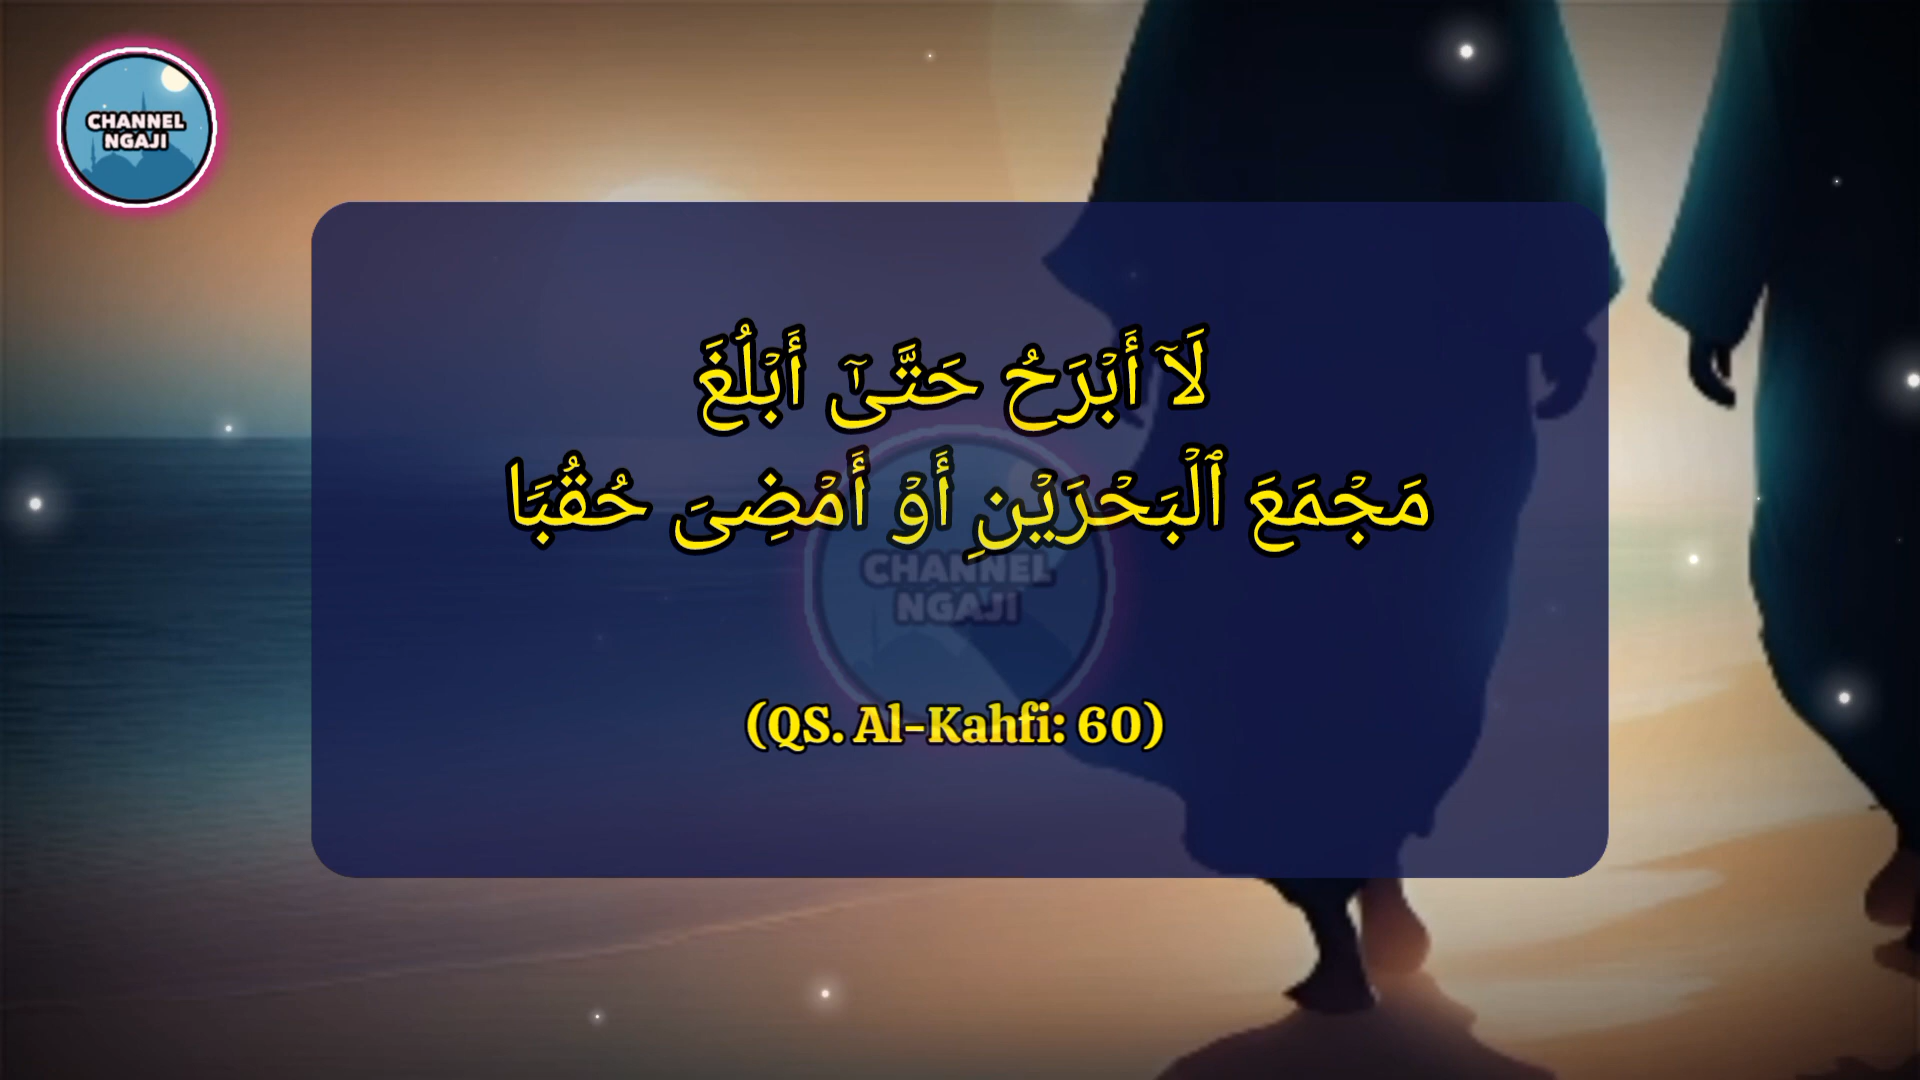 CHANNEL
NGAJI
لَآ أَبْرَحُ حَتَّىٰٓ أَبْلُغَ
مَجْمَعَ ٱلْبَحْرَيْنِ أَوْ أَمْضِىَ حُقُبًا
CHANNEL
NGAJI
(QS. Al-Kahfi: 60)